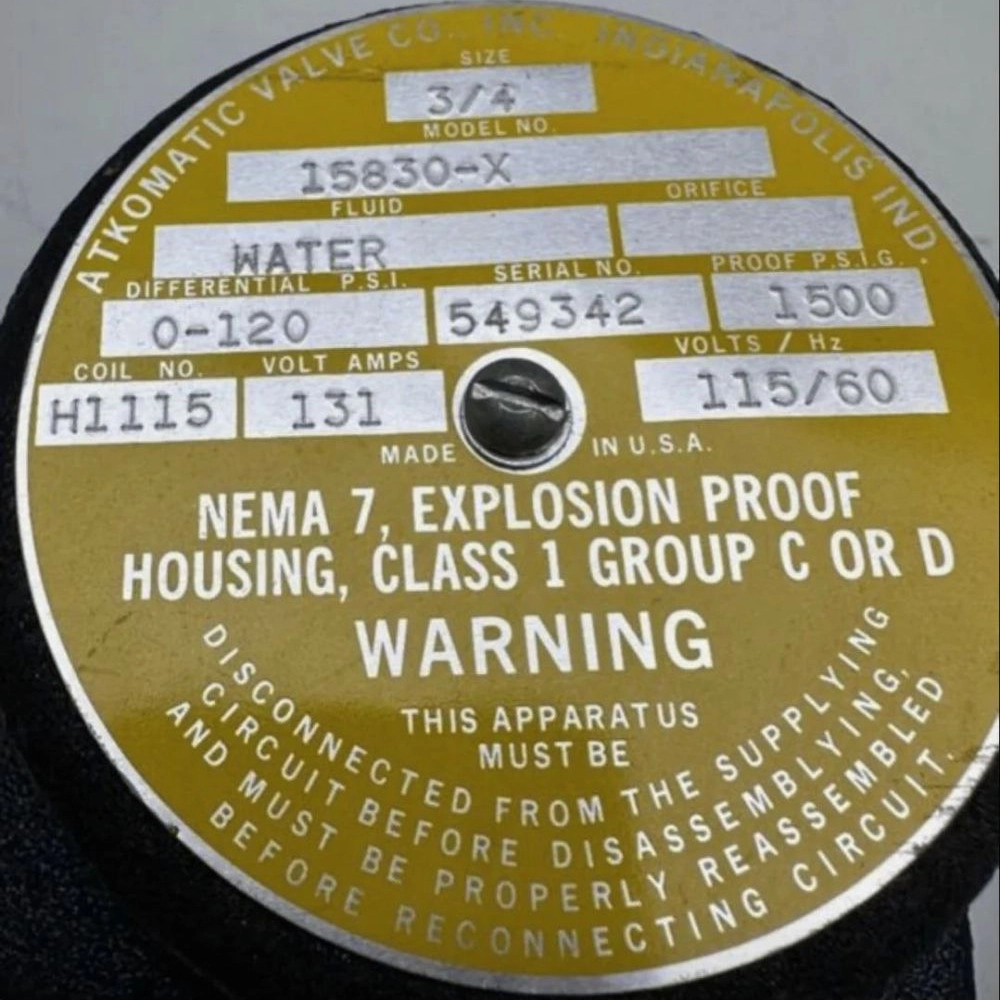 ATKOMATIC VALVE CO., INC. INDIANAPOLIS IND.
SIZE
3/4
MODEL NO.
15830-X
FLUID ORIFICE
WATER
DIFFERENTIAL P.S.I. SERIAL NO. PROOF P.S.I.G.
0-120 549342 1500
COIL NO. VOLT AMPS VOLTS / Hz
H1115 131 115/60
MADE IN U.S.A.
NEMA 7, EXPLOSION PROOF
HOUSING, CLASS 1 GROUP C OR D
WARNING
THIS APPARATUS
MUST BE
DISCONNECTED FROM THE SUPPLYING
CIRCUIT BEFORE DISASSEMBLYING,
AND MUST BE PROPERLY REASSEMBLED
BEFORE RECONNECTING CIRCUIT.